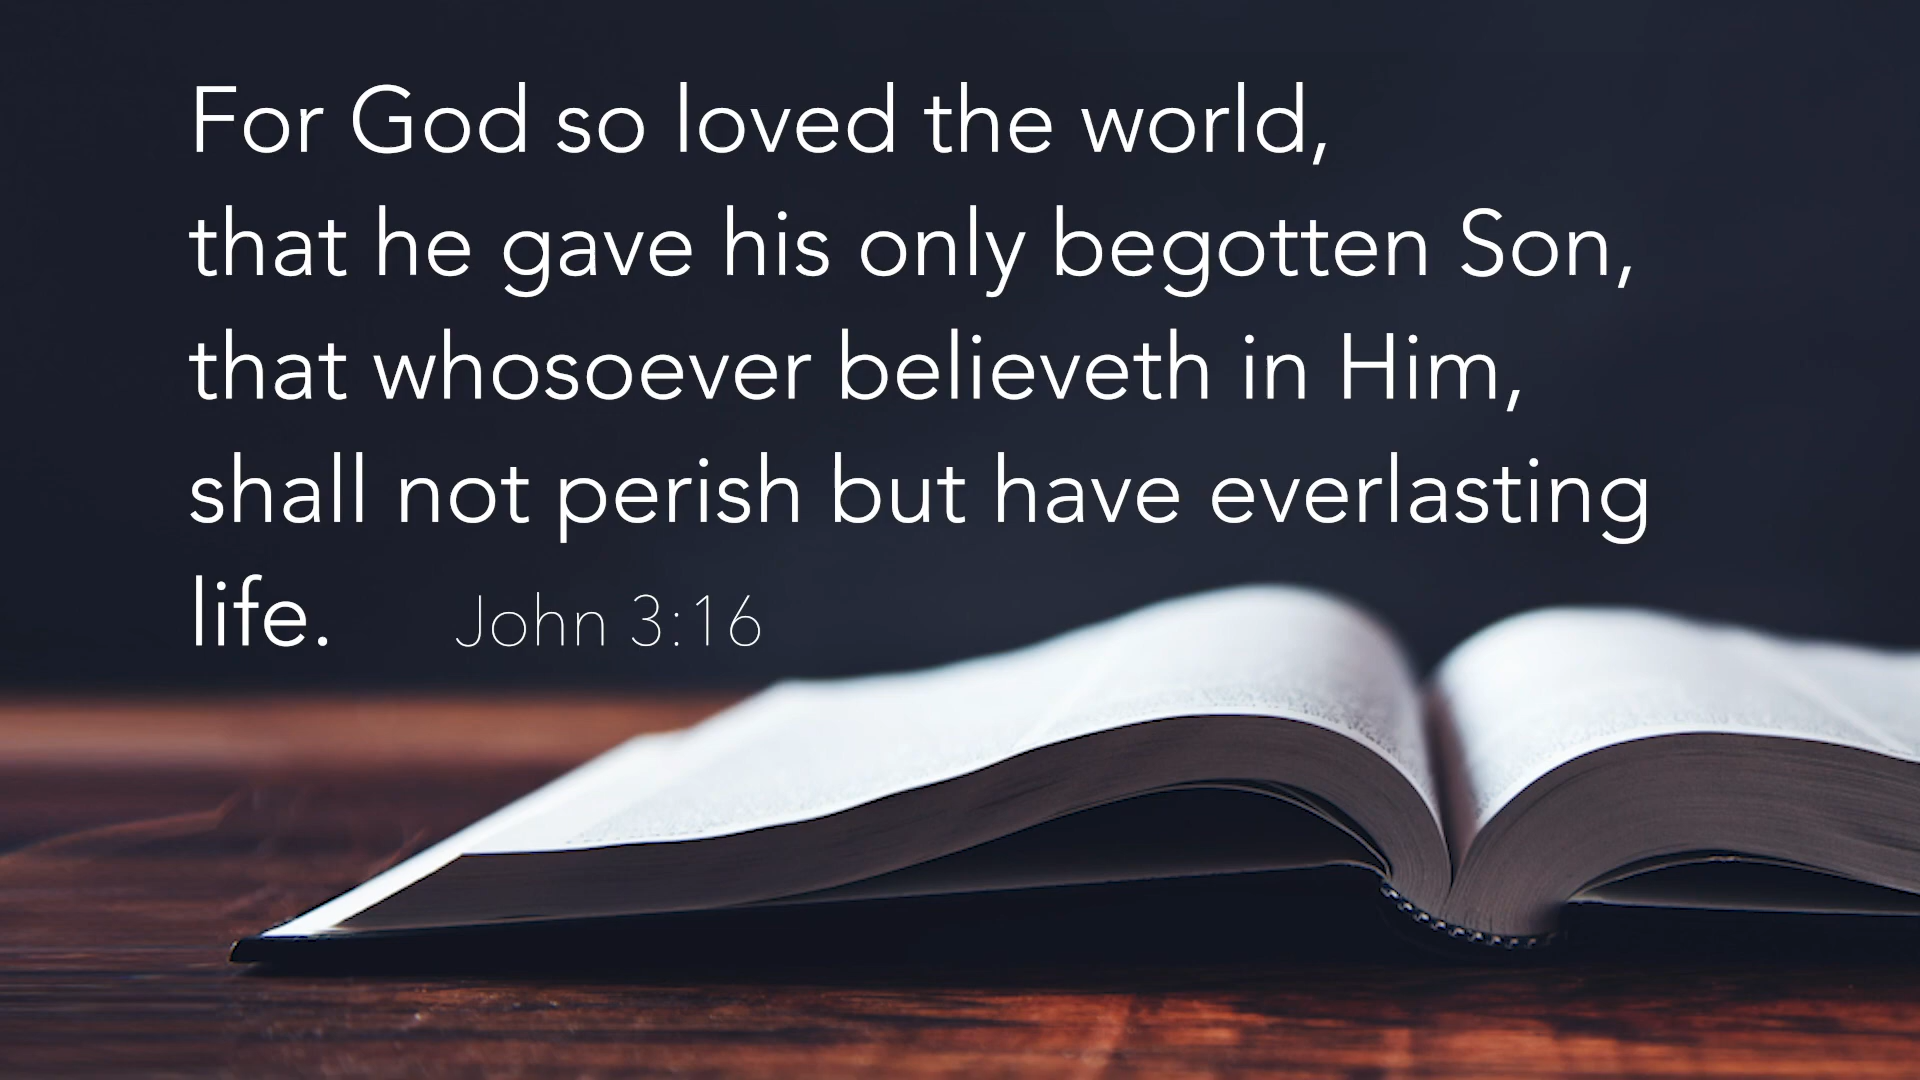 For God so loved the world,
that he gave his only begotten Son,
that whosoever believeth in Him,
shall not perish but have everlasting
life. John 3:16